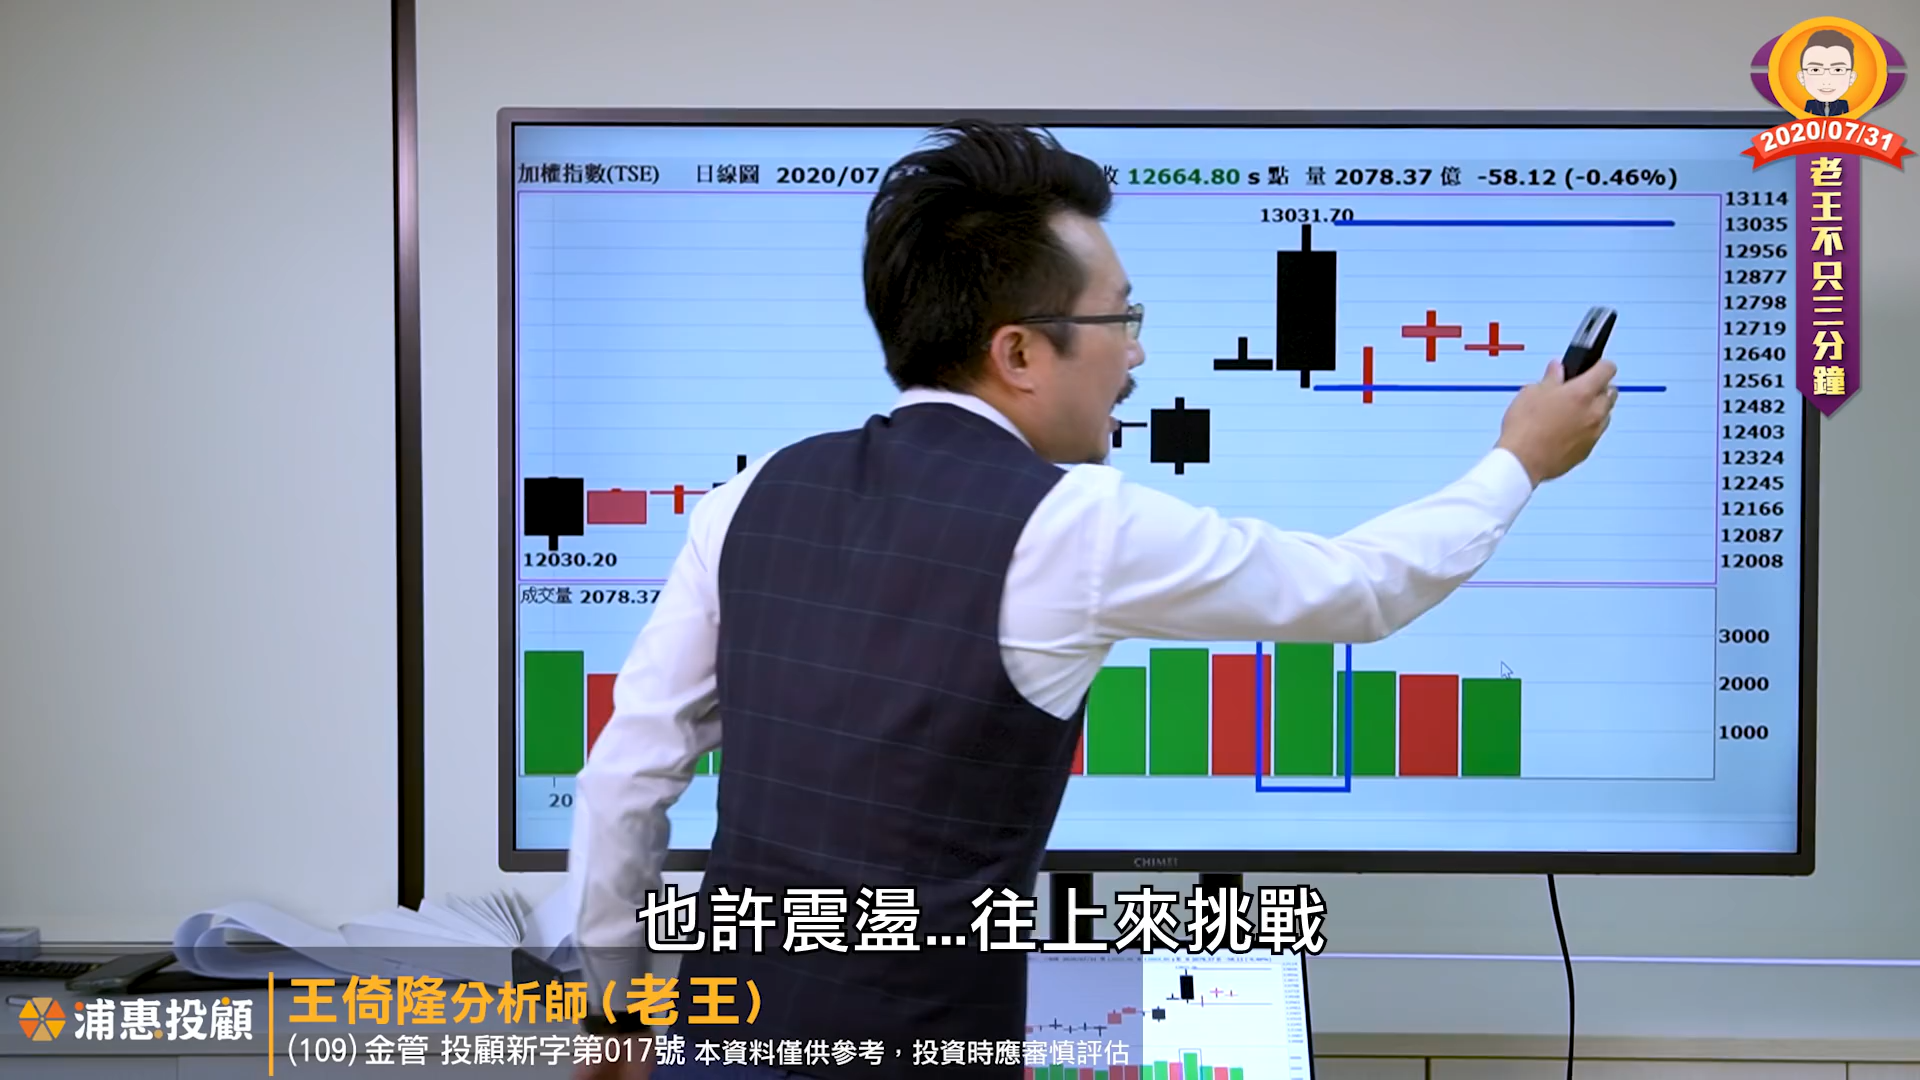 2020/07/31
老王不只三分鐘
加權指數(TSE) 日線圖 2020/07 收 12664.80 s 點 量 2078.37 億 -58.12 (-0.46%)
13031.70
13114
13035
12956
12877
12798
12719
12640
12561
12482
12403
12324
12245
12166
12087
12008
12030.20
成交量 2078.37
3000
2000
1000
20
CHIMEI
也許震盪...往上來挑戰
浦惠投顧
王倚隆分析師(老王)
(109)金管 投顧新字第017號 本資料僅供參考，投資時應審慎評估